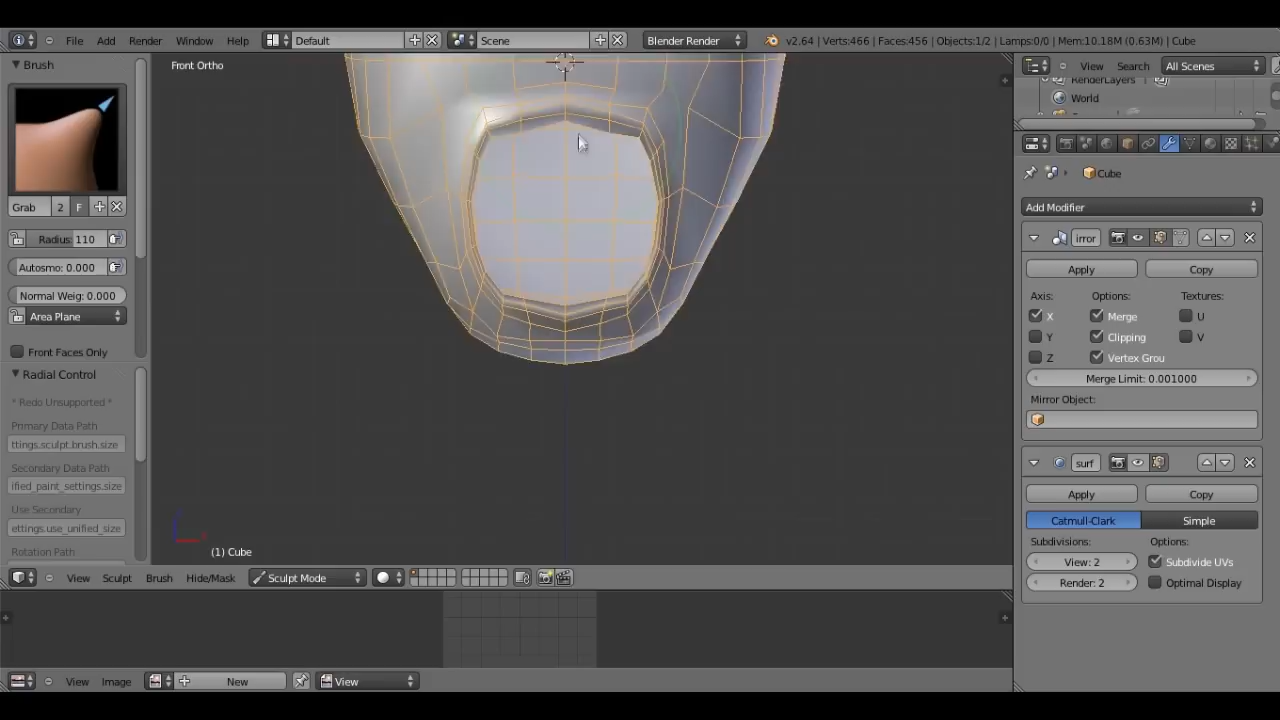 File Add Render Window Help Default Scene Blender Render v2.64 | Verts:466 | Faces:456 | Objects:1/2 | Lamps:0/0 | Mem:10.18M (0.63M) | Cube
Brush
Front Ortho
View Search All Scenes
RenderLayers
World
Cube
Grab 2 F
Add Modifier
Radius: 110
irror
Autosmo: 0.000
Apply Copy
Normal Weig: 0.000
Axis: Options: Textures:
Area Plane
X Merge U
Y Clipping V
Front Faces Only
Z Vertex Grou
Radial Control
Merge Limit: 0.001000
* Redo Unsupported *
Mirror Object:
Primary Data Path
ttings.sculpt.brush.size
Secondary Data Path
surf
ified_paint_settings.size
Apply Copy
Use Secondary
Catmull-Clark Simple
ettings.use_unified_size
Subdivisions: Options:
Rotation Path
(1) Cube
View: 2 Subdivide UVs
View Sculpt Brush Hide/Mask Sculpt Mode
Render: 2 Optimal Display
View Image New View